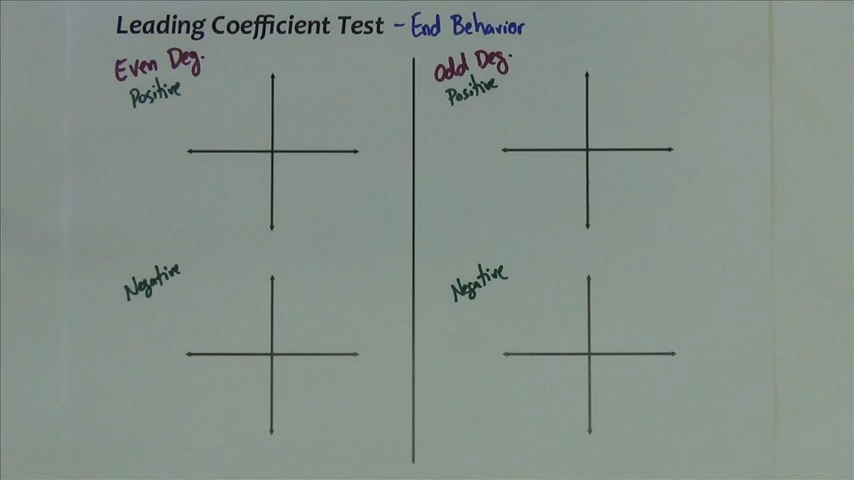 Leading Coefficient Test - End Behavior
Even Deg.
Positive
Odd Deg.
Positive
Negative
Negative